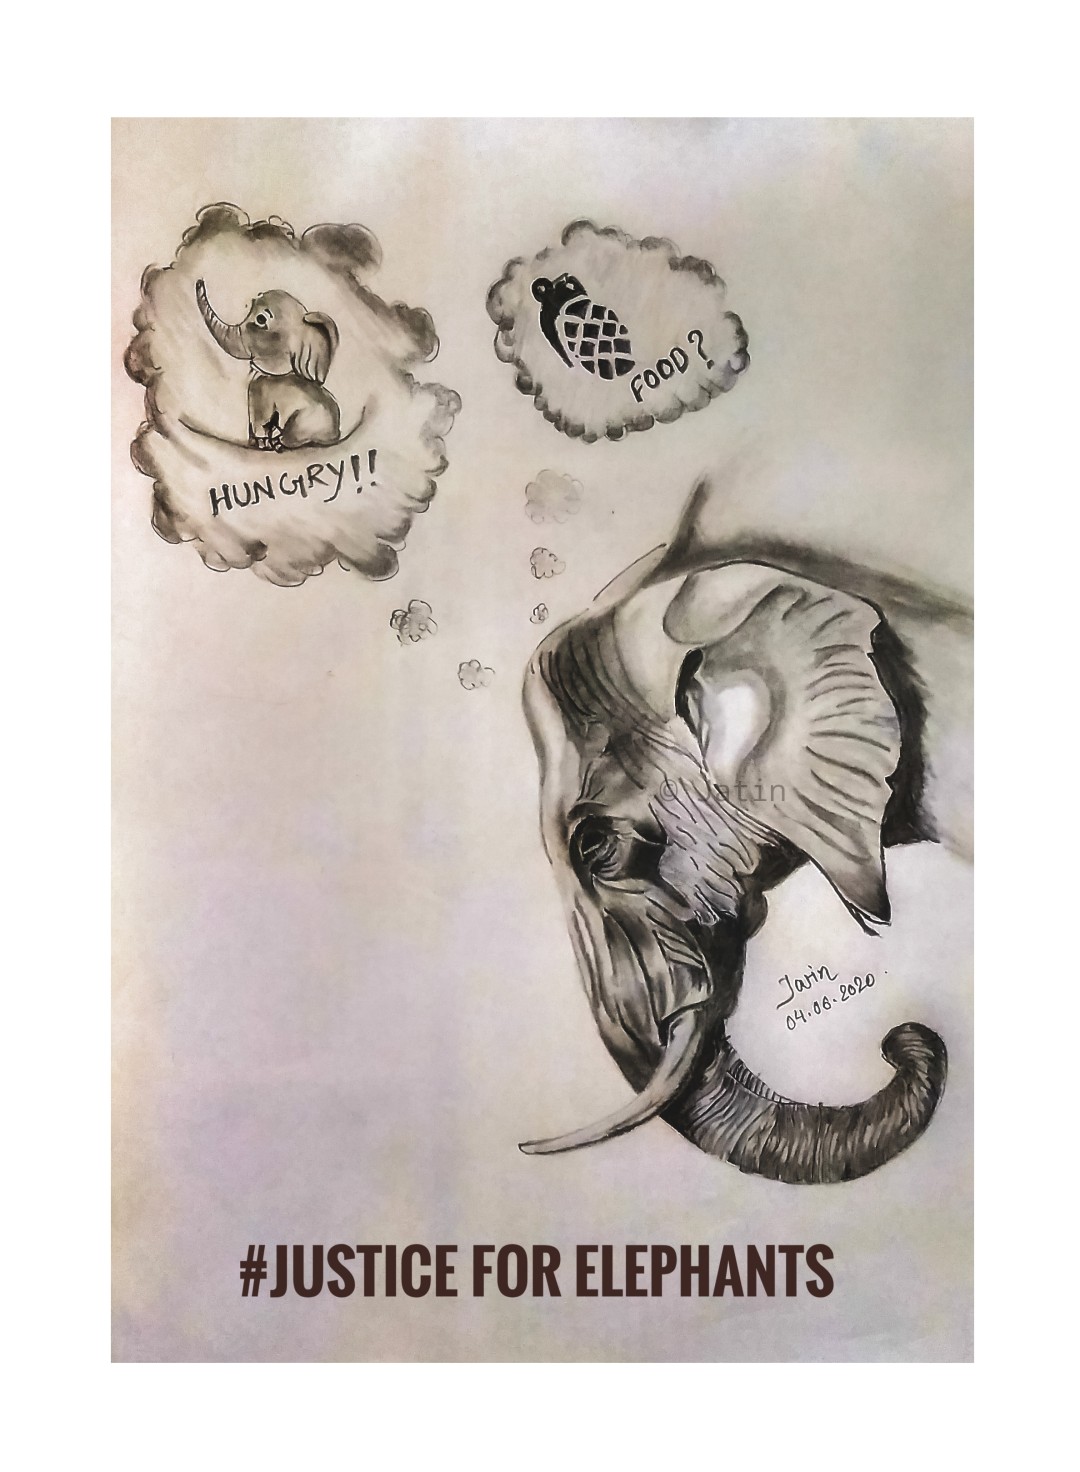 HUNGRY!!
FOOD?
© Jatin
Jatin
04.06.2020.
#JUSTICE FOR ELEPHANTS